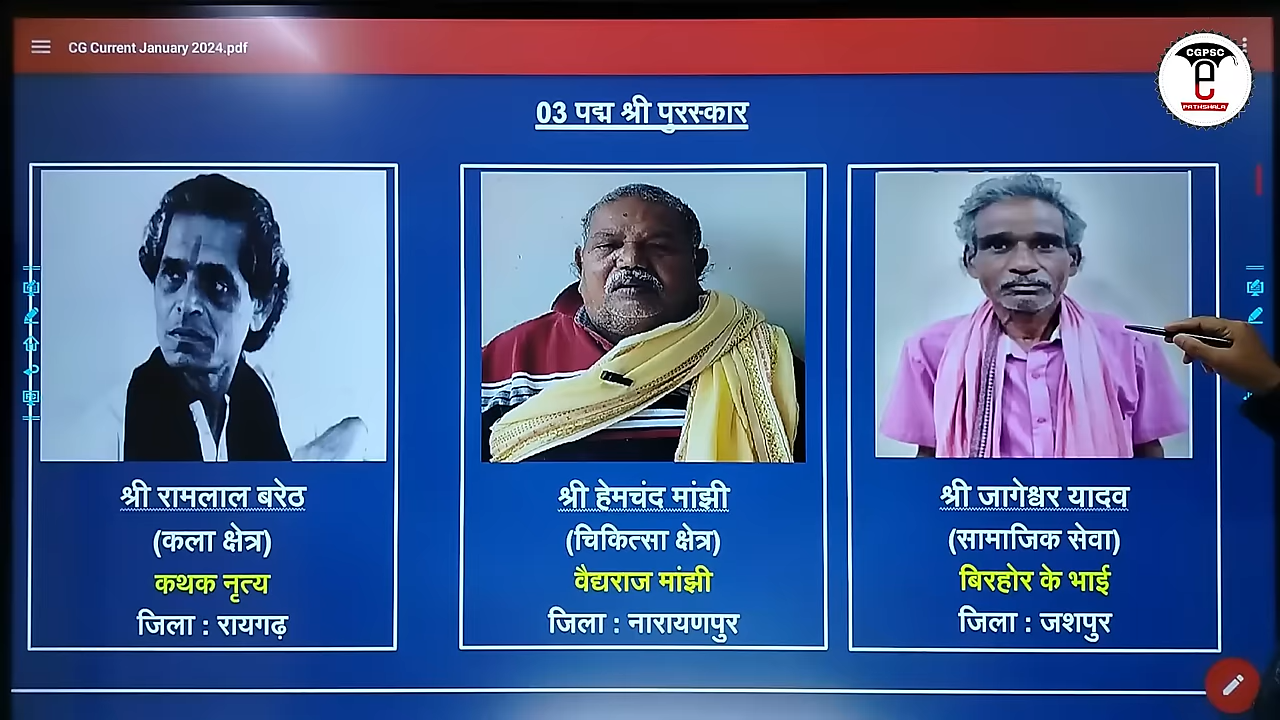 CG Current January 2024.pdf
CGPSC
e
PATHSHALA
03 पद्म श्री पुरस्कार
श्री रामलाल बरेठ
(कला क्षेत्र)
कथक नृत्य
जिला : रायगढ़
श्री हेमचंद मांझी
(चिकित्सा क्षेत्र)
वैद्यराज मांझी
जिला : नारायणपुर
श्री जागेश्वर यादव
(सामाजिक सेवा)
बिरहोर के भाई
जिला : जशपुर